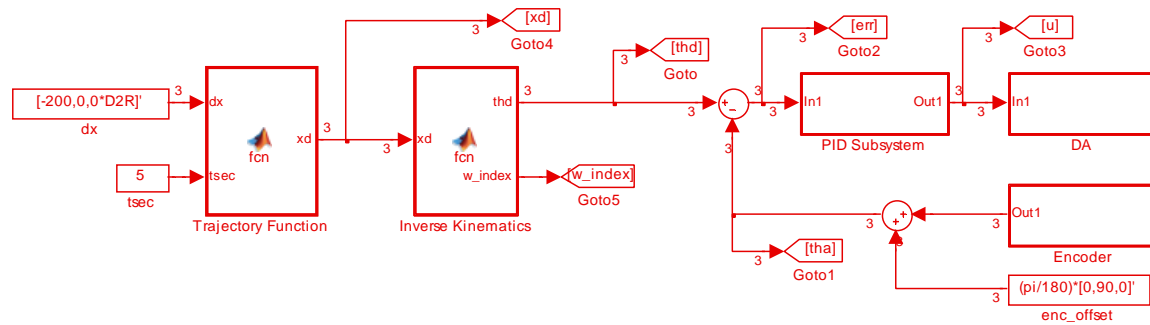 [xd]
3
Goto4
[thd]
3
Goto
[err]
3
Goto2
[u]
3
Goto3
[-200,0,0*D2R]'
3
dx
5
tsec
dx
tsec
fcn
xd
3
Trajectory Function
3
xd
fcn
thd
w_index
3
Inverse Kinematics
[w_index]
Goto5
3
+
−
3
3
3
In1
Out1
PID Subsystem
3
3
In1
DA
[tha]
3
Goto1
+
+
3
3
Out1
3
Encoder
(pi/180)*[0,90,0]'
3
enc_offset